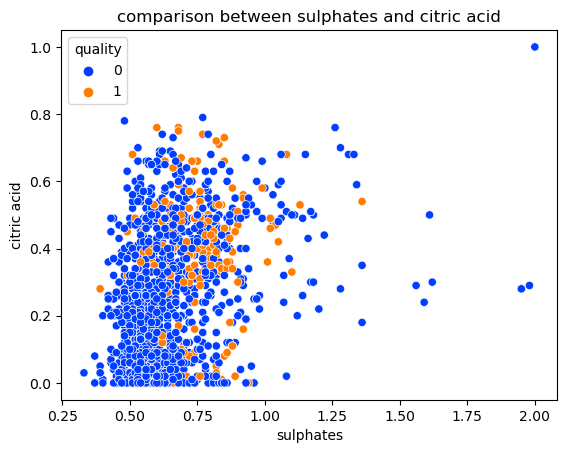 comparison between sulphates and citric acid
quality
0
1
citric acid
1.0
0.8
0.6
0.4
0.2
0.0
0.25 0.50 0.75 1.00 1.25 1.50 1.75 2.00
sulphates